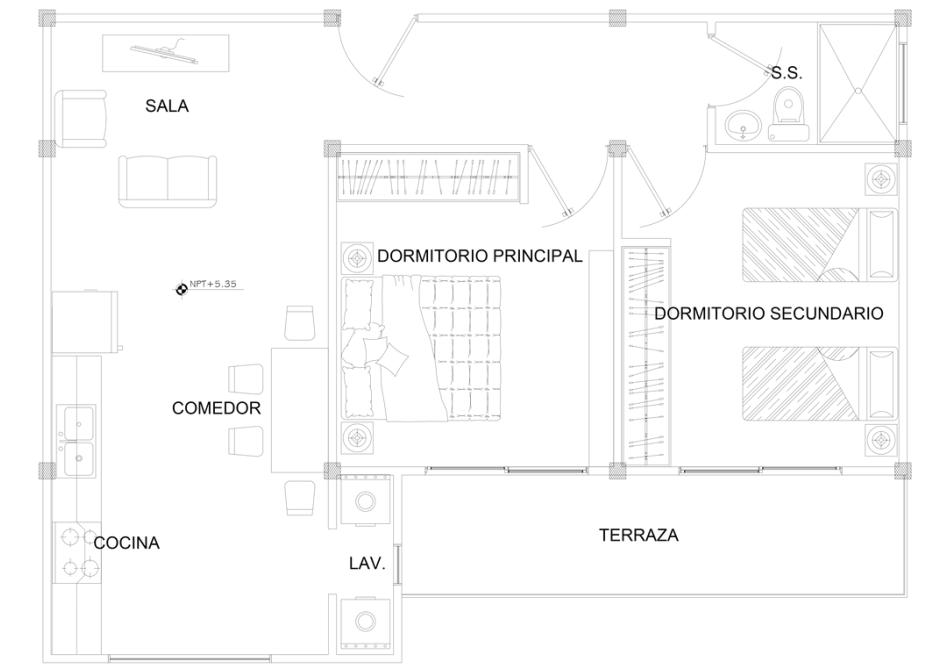 S.S.
SALA
DORMITORIO PRINCIPAL
NPT+5.35
DORMITORIO SECUNDARIO
COMEDOR
TERRAZA
COCINA
LAV.